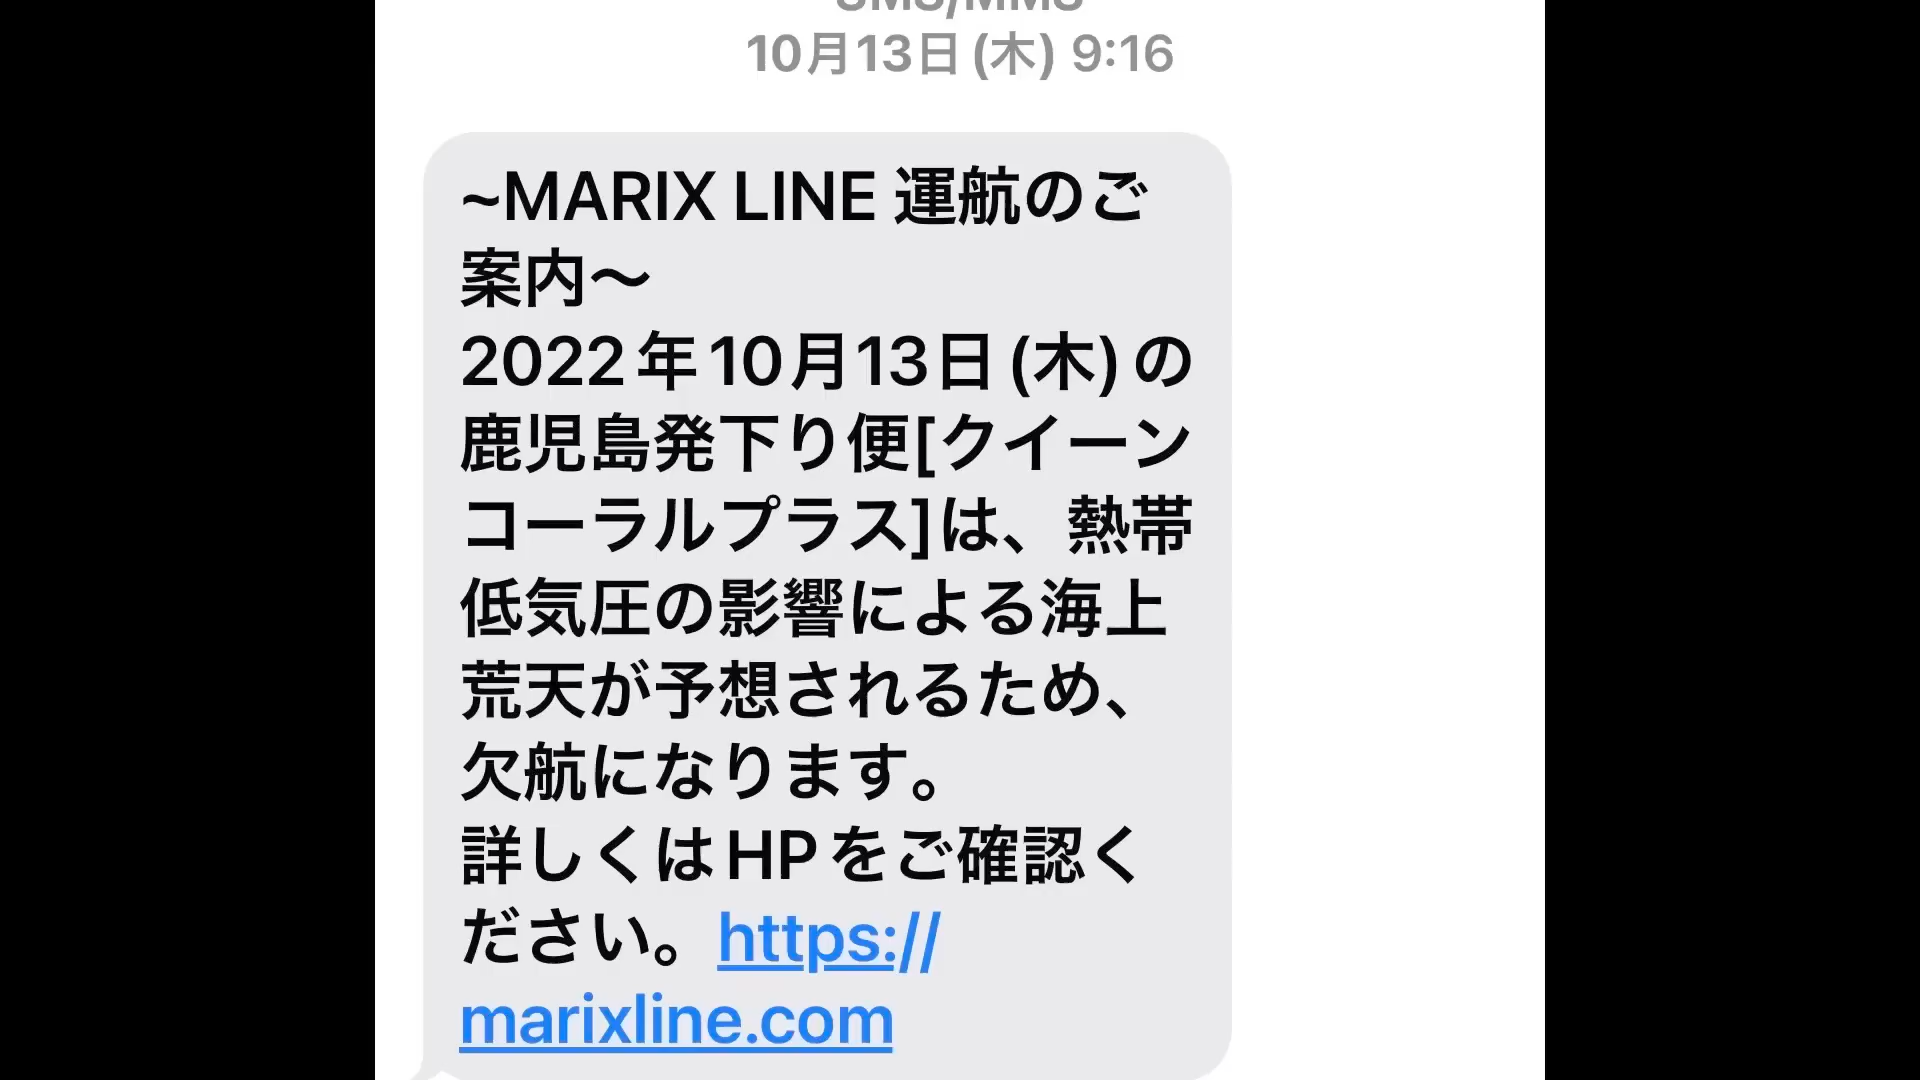 SMS/MMS
10月13日(木) 9:16
~MARIX LINE 運航のご
案内〜
2022年10月13日(木)の
鹿児島発下り便[クイーン
コーラルプラス]は、熱帯
低気圧の影響による海上
荒天が予想されるため、
欠航になります。
詳しくはHPをご確認く
ださい。https://
marixline.com